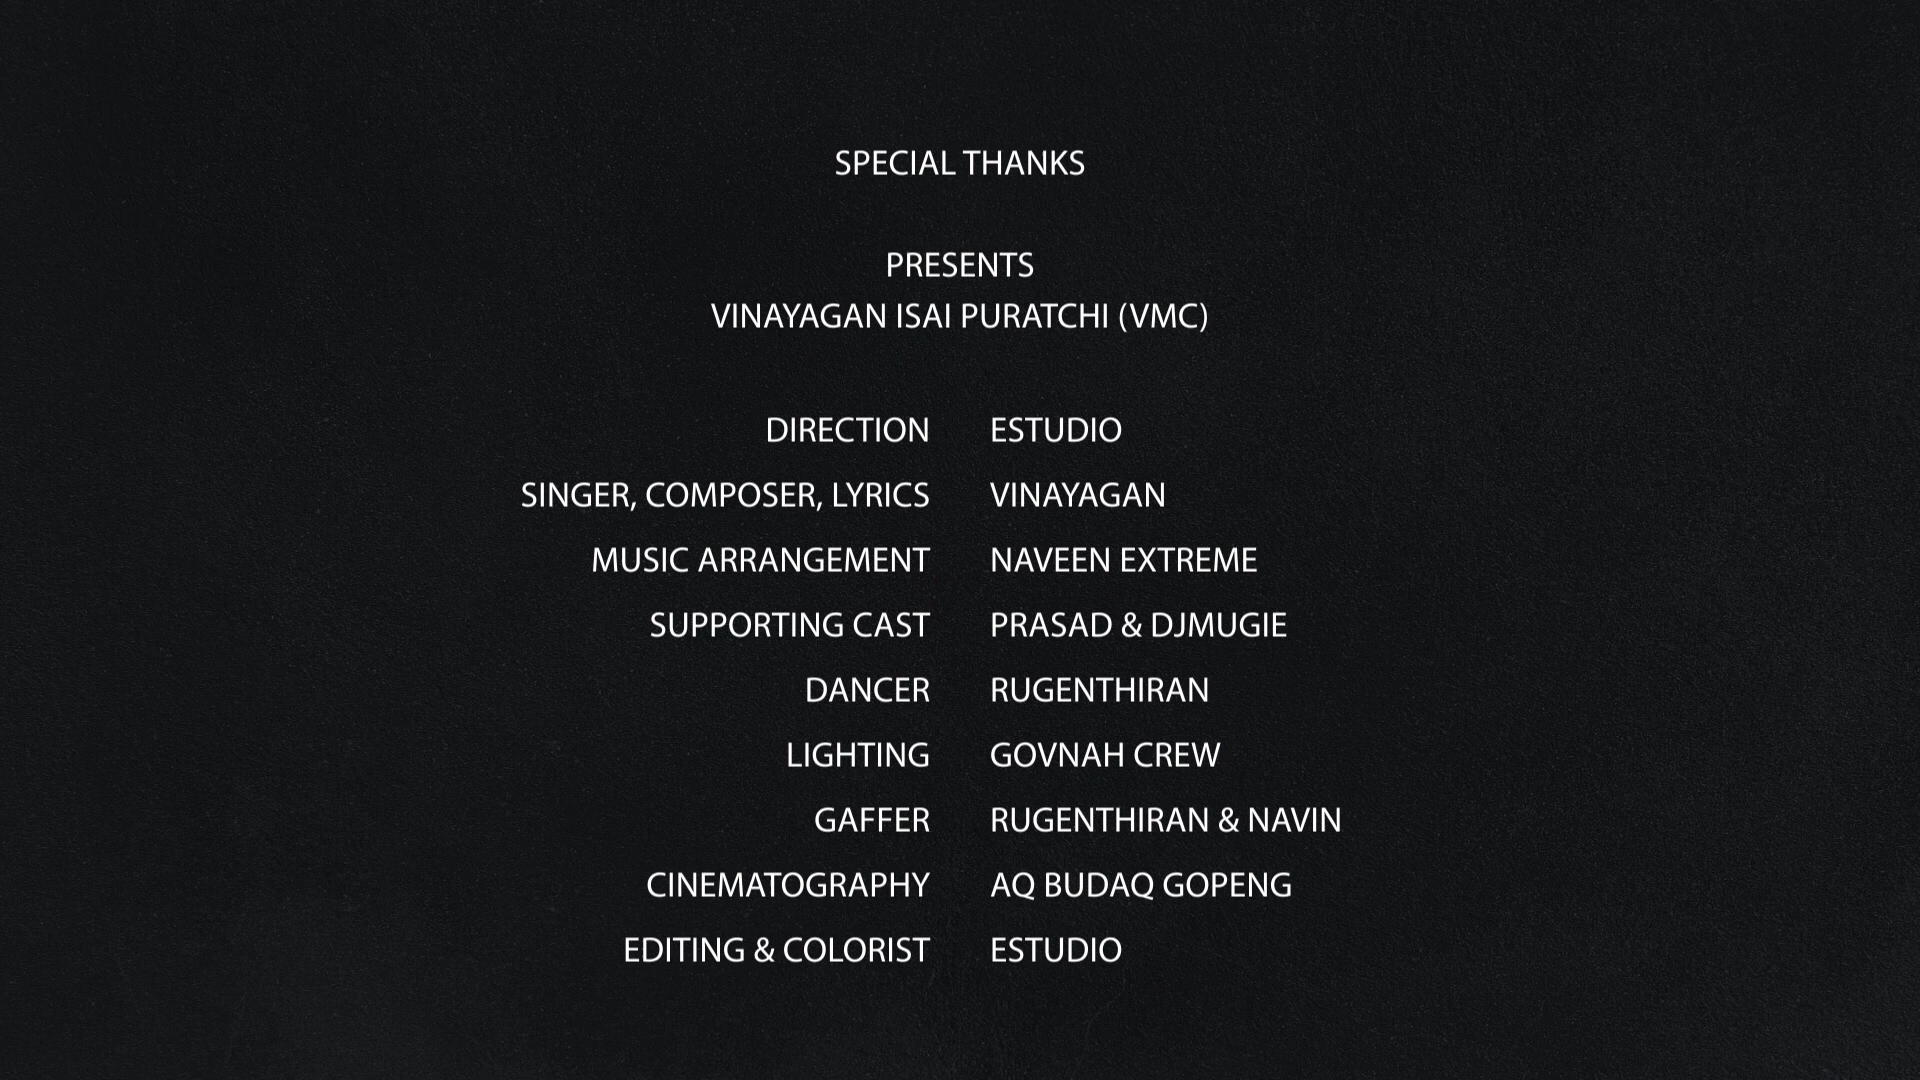 SPECIAL THANKS
PRESENTS
VINAYAGAN ISAI PURATCHI (VMC)
DIRECTION ESTUDIO
SINGER, COMPOSER, LYRICS VINAYAGAN
MUSIC ARRANGEMENT NAVEEN EXTREME
SUPPORTING CAST PRASAD & DJMUGIE
DANCER RUGENTHIRAN
LIGHTING GOVNAH CREW
GAFFER RUGENTHIRAN & NAVIN
CINEMATOGRAPHY AQ BUDAQ GOPENG
EDITING & COLORIST ESTUDIO